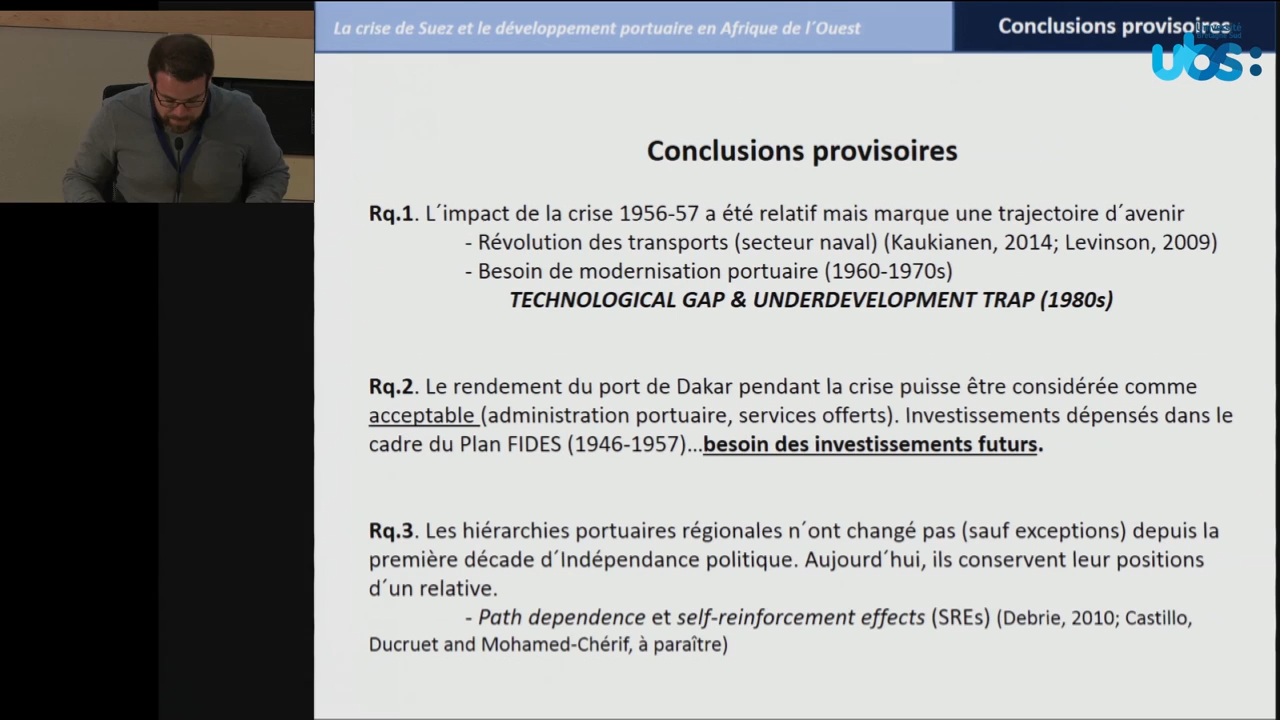 La crise de Suez et le développement portuaire en Afrique de l´Ouest
Conclusions provisoires
Université
Bretagne Sud
ubs:
Conclusions provisoires
Rq.1. L´impact de la crise 1956-57 a été relatif mais marque une trajectoire d´avenir
- Révolution des transports (secteur naval) (Kaukianen, 2014; Levinson, 2009)
- Besoin de modernisation portuaire (1960-1970s)
TECHNOLOGICAL GAP & UNDERDEVELOPMENT TRAP (1980s)
Rq.2. Le rendement du port de Dakar pendant la crise puisse être considérée comme
acceptable (administration portuaire, services offerts). Investissements dépensés dans le
cadre du Plan FIDES (1946-1957)...besoin des investissements futurs.
Rq.3. Les hiérarchies portuaires régionales n´ont changé pas (sauf exceptions) depuis la
première décade d´Indépendance politique. Aujourd´hui, ils conservent leur positions
d´un relative.
- Path dependence et self-reinforcement effects (SREs) (Debrie, 2010; Castillo,
Ducruet and Mohamed-Chérif, à paraître)